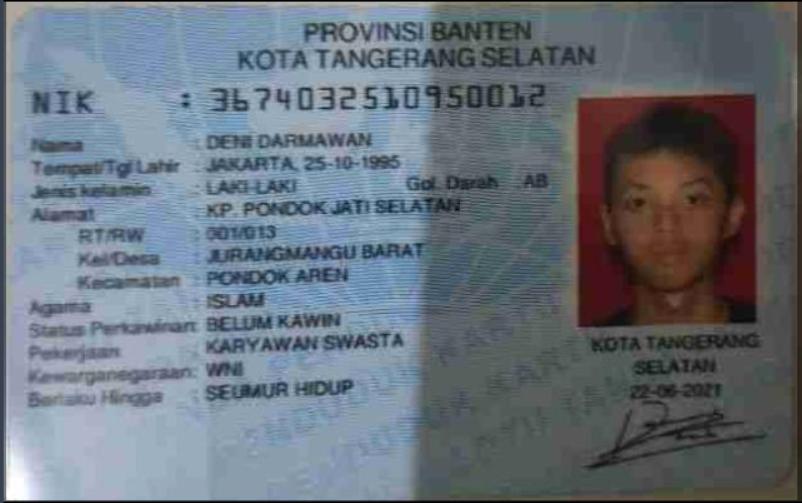 PROVINSI BANTEN
KOTA TANGERANG SELATAN
NIK : 3674032510950012
Nama : DENI DARMAWAN
Tempat/Tgl Lahir : JAKARTA, 25-10-1995
Jenis kelamin : LAKI-LAKI Gol. Darah : AB
Alamat : KP. PONDOK JATI SELATAN
RT/RW : 001/013
Kel/Desa : JURANGMANGU BARAT
Kecamatan : PONDOK AREN
Agama : ISLAM
Status Perkawinan: BELUM KAWIN
Pekerjaan : KARYAWAN SWASTA
Kewarganegaraan: WNI
Berlaku Hingga : SEUMUR HIDUP
KOTA TANGERANG
SELATAN
22-06-2021